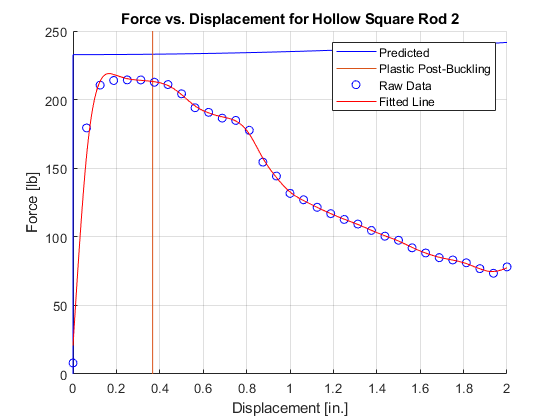 Force vs. Displacement for Hollow Square Rod 2
250
200
150
100
50
0
Force [lb]
Predicted
Plastic Post-Buckling
Raw Data
Fitted Line
0 0.2 0.4 0.6 0.8 1 1.2 1.4 1.6 1.8 2
Displacement [in.]